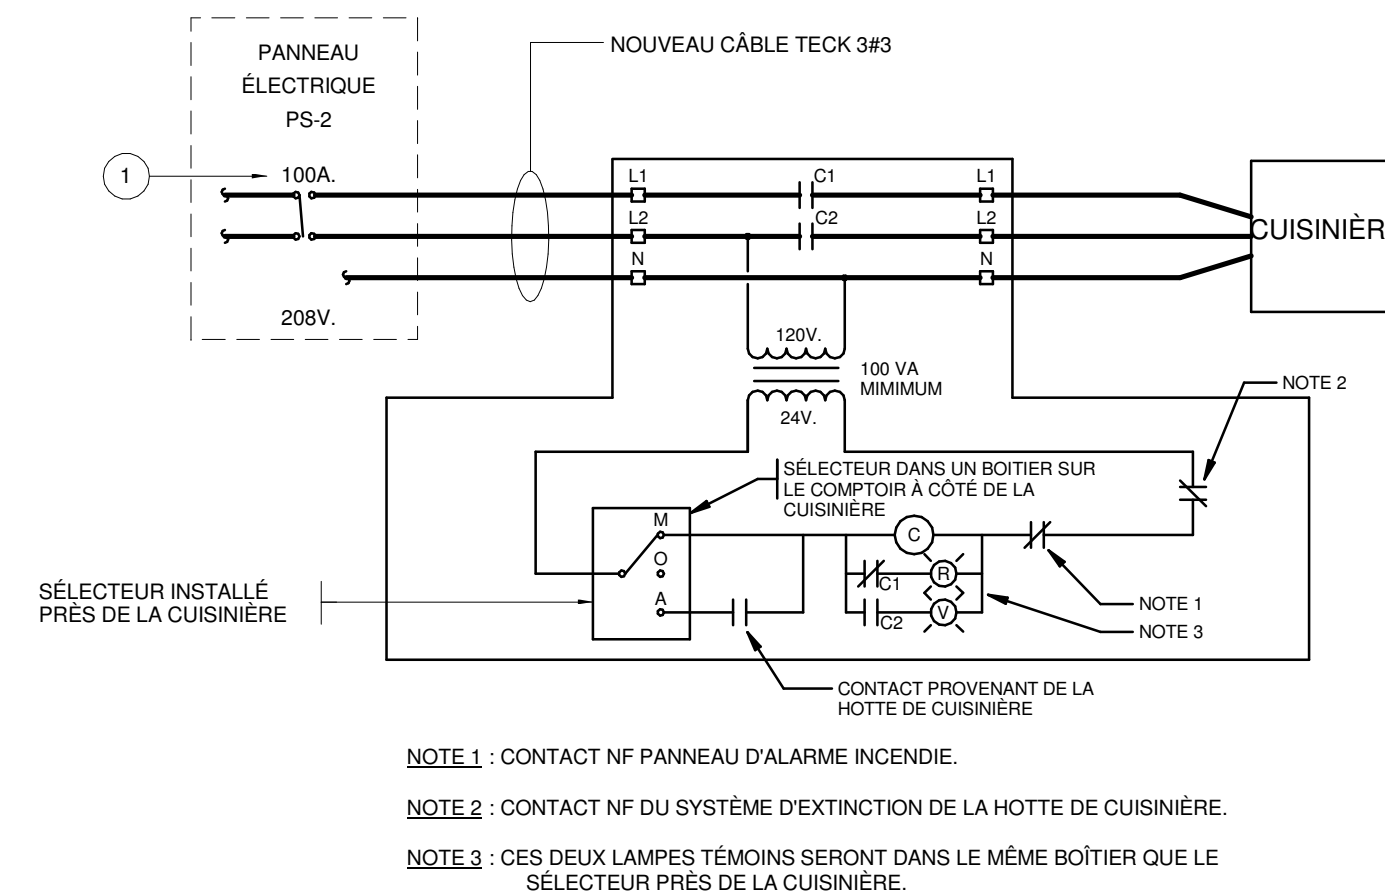 PANNEAU
ÉLECTRIQUE
PS-2
NOUVEAU CÂBLE TECK 3#3
1
100A.
L1
C1
L1
L2
C2
L2
N
N
CUISINIÈR
208V.
120V.
100 VA
MIMIMUM
24V.
NOTE 2
SÉLECTEUR DANS UN BOITIER SUR
LE COMPTOIR À CÔTÉ DE LA
CUISINIÈRE
M
O
A
C
C1
R
C2
V
SÉLECTEUR INSTALLÉ
PRÈS DE LA CUISINIÈRE
NOTE 1
NOTE 3
CONTACT PROVENANT DE LA
HOTTE DE CUISINIÈRE
NOTE 1 : CONTACT NF PANNEAU D'ALARME INCENDIE.
NOTE 2 : CONTACT NF DU SYSTÈME D'EXTINCTION DE LA HOTTE DE CUISINIÈRE.
NOTE 3 : CES DEUX LAMPES TÉMOINS SERONT DANS LE MÊME BOÎTIER QUE LE
SÉLECTEUR PRÈS DE LA CUISINIÈRE.